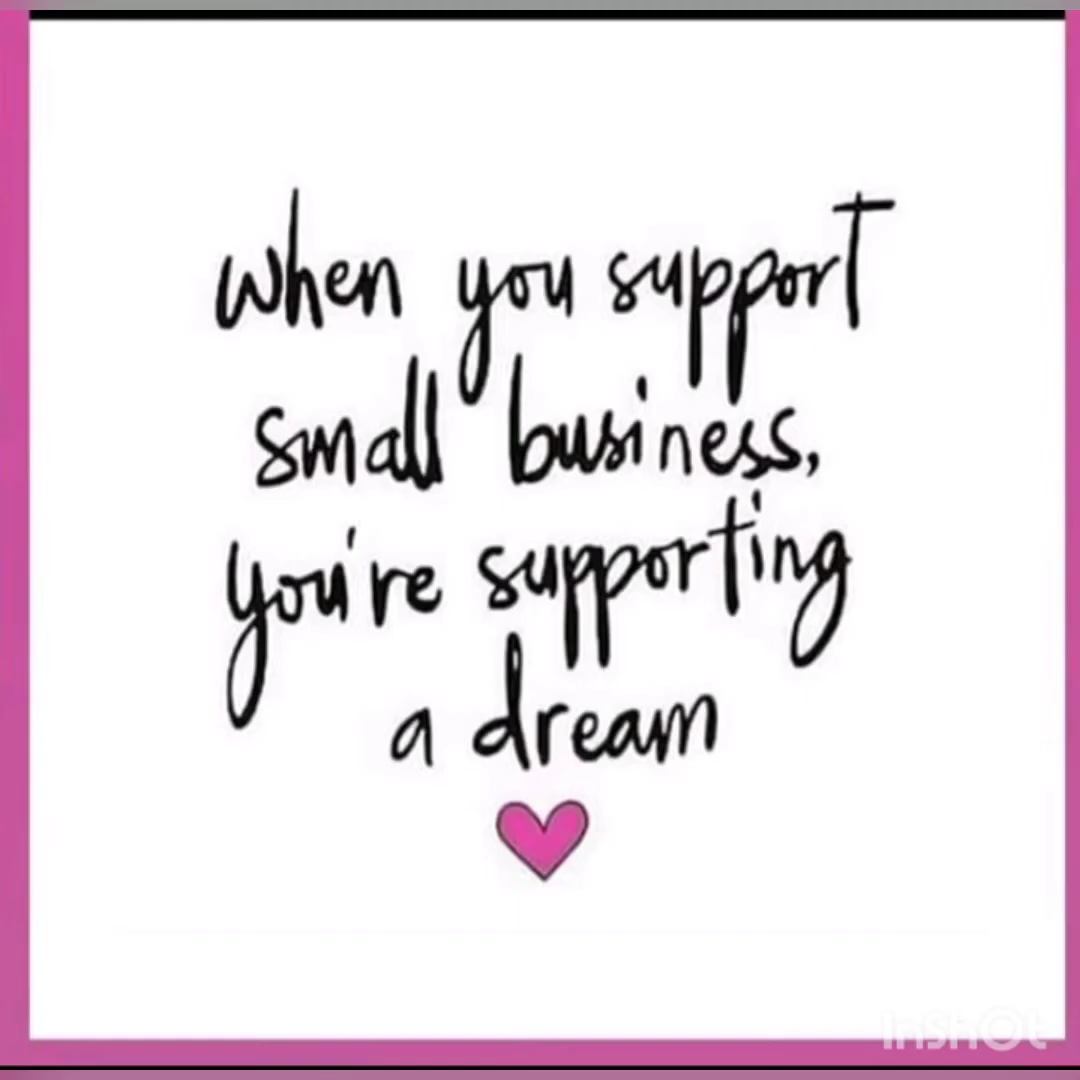 when you support
small business,
you're supporting
a dream
InShOt